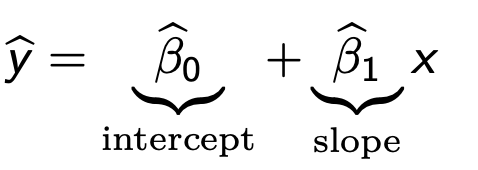 ŷ = β̂₀ + β̂₁ x
intercept slope